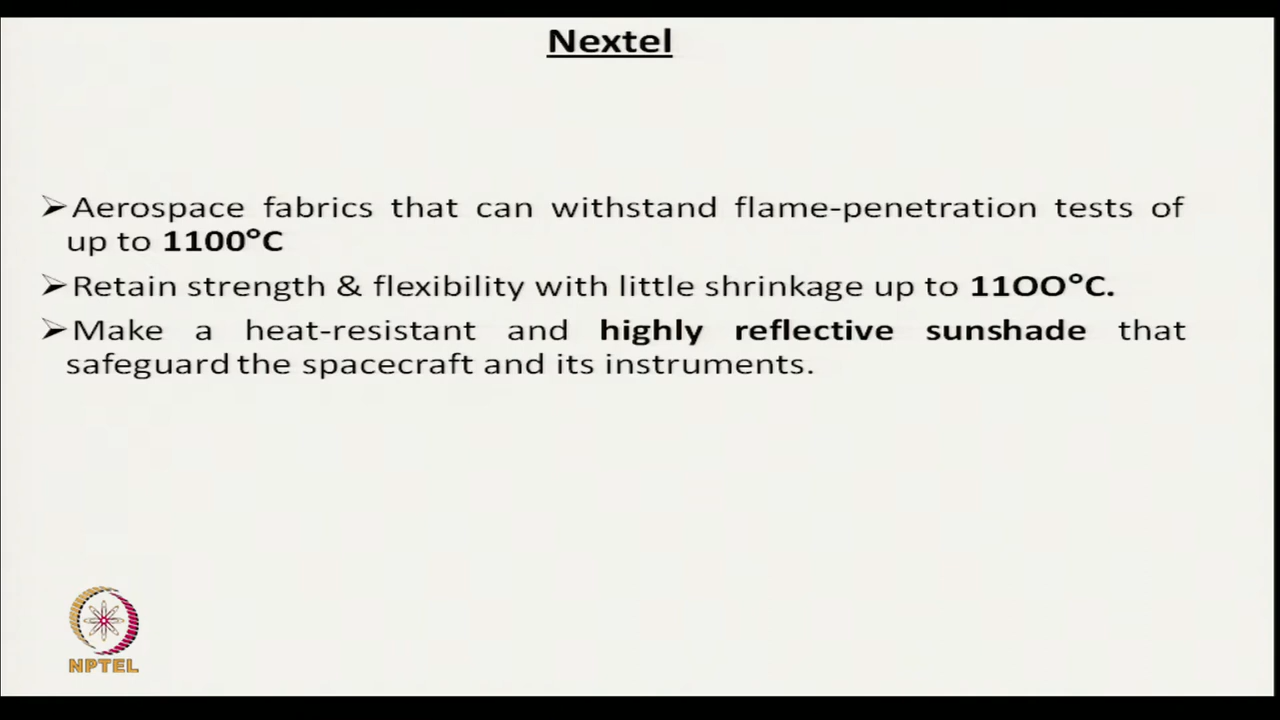 Nextel
➢Aerospace fabrics that can withstand flame-penetration tests of
up to 1100°C
➢Retain strength & flexibility with little shrinkage up to 11OO°C.
➢Make a heat-resistant and highly reflective sunshade that
safeguard the spacecraft and its instruments.
NPTEL